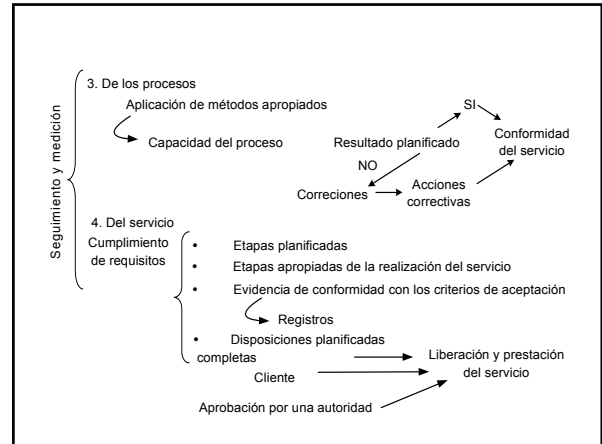 Seguimiento y medición
3. De los procesos
Aplicación de métodos apropiados
Capacidad del proceso
Resultado planificado
SI
NO
Conformidad
del servicio
Correciones
Acciones
correctivas
4. Del servicio
Cumplimiento
de requisitos
• Etapas planificadas
• Etapas apropiadas de la realización del servicio
• Evidencia de conformidad con los criterios de aceptación
Registros
• Disposiciones planificadas
completas
Cliente
Aprobación por una autoridad
Liberación y prestación
del servicio